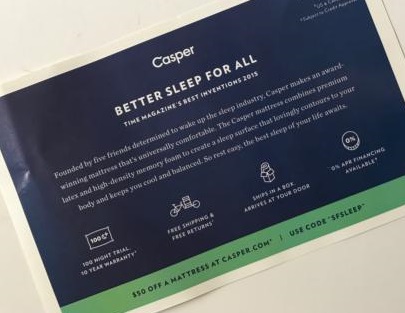 *Subject to Credit
Casper
BETTER SLEEP FOR ALL
TIME MAGAZINE'S BEST INVENTIONS 2015
Founded by five friends determined to wake up the sleep industry, Casper makes an award-
winning mattress that's universally comfortable. The Casper mattress combines premium
latex and high-density memory foam to create a sleep surface that lovingly contours to your
body and keeps you cool and balanced. So rest easy, the best sleep of your life awaits.
100
100 NIGHT TRIAL
10 YEAR WARRANTY*
FREE SHIPPING &
FREE RETURNS*
SHIPS IN A BOX
ARRIVES AT YOUR DOOR
0%
0% APR FINANCING
AVAILABLE†
$50 OFF A MATTRESS AT CASPER.COM* | USE CODE "SFSLEEP"